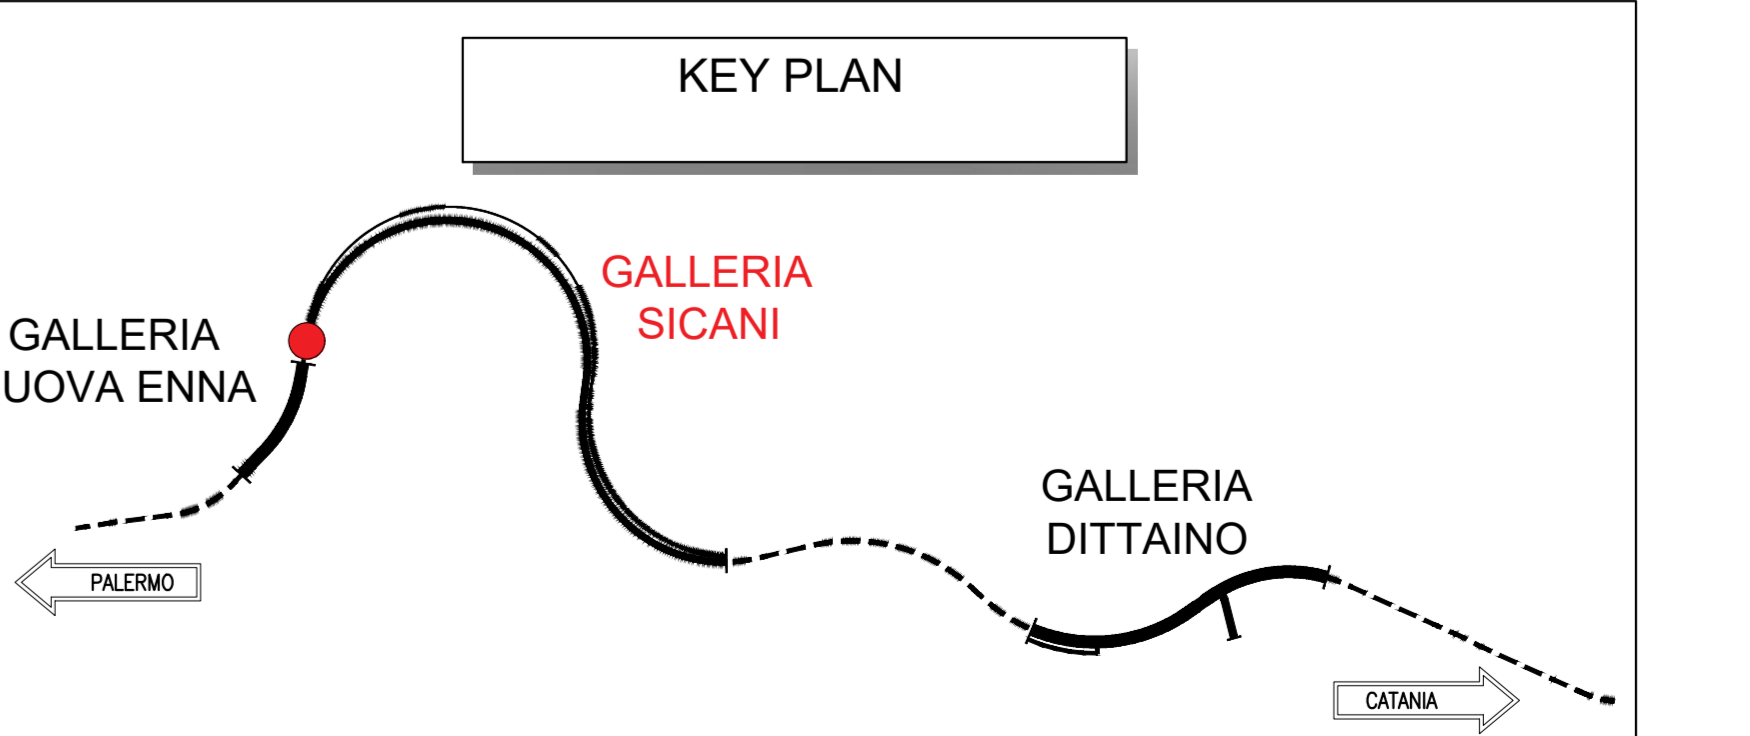 KEY PLAN
GALLERIA
SICANI
GALLERIA
UOVA ENNA
GALLERIA
DITTAINO
PALERMO
CATANIA